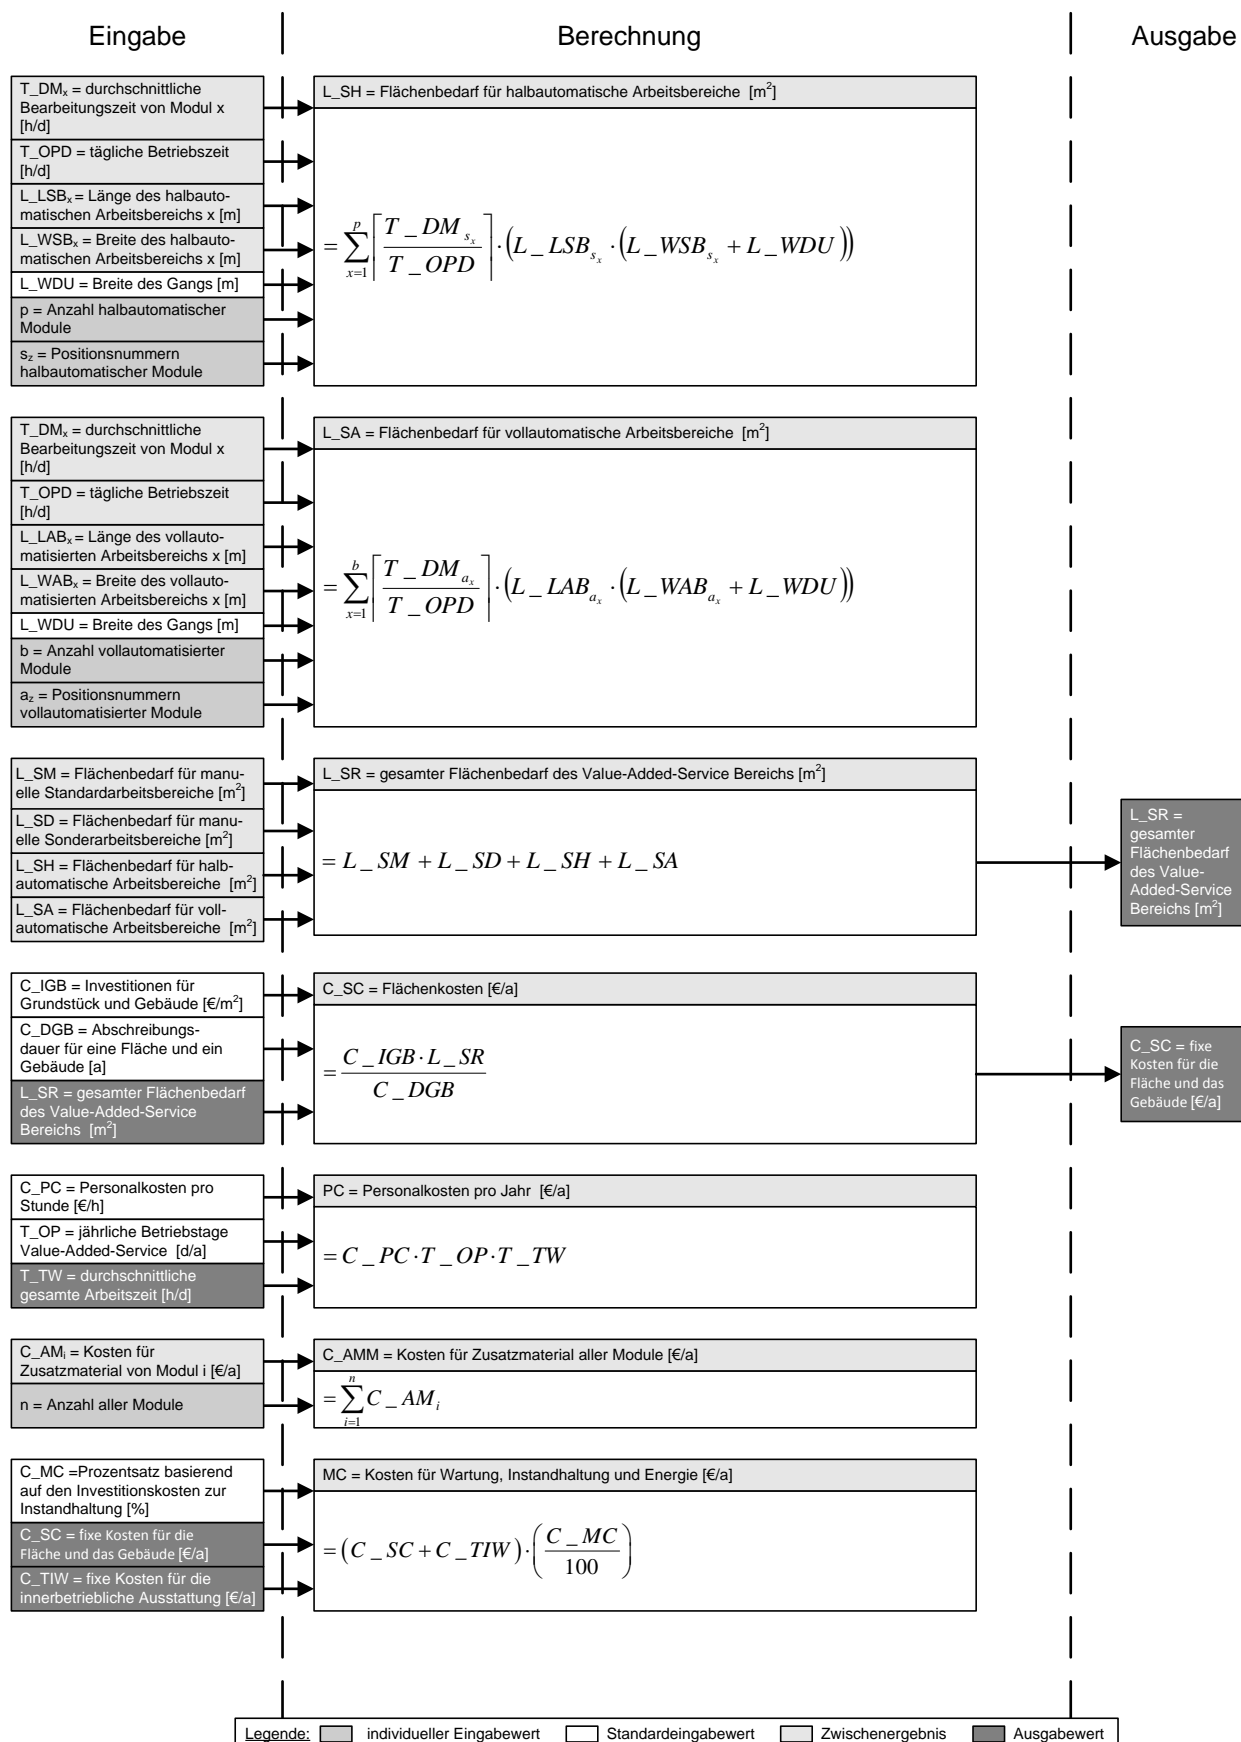 Eingabe
Berechnung
Ausgabe
T_DMₓ = durchschnittliche
Bearbeitungszeit von Modul x
[h/d]
T_OPD = tägliche Betriebszeit
[h/d]
L_LSBₓ = Länge des halbauto-
matischen Arbeitsbereichs x [m]
L_WSBₓ = Breite des halbauto-
matischen Arbeitsbereichs x [m]
L_WDU = Breite des Gangs [m]
p = Anzahl halbautomatischer
Module
s_z = Positionsnummern
halbautomatischer Module
L_SH = Flächenbedarf für halbautomatische Arbeitsbereiche [m²]
= ∑_{x=1}^{p} ⌈T_DM_{s_x} / T_OPD⌉ · (L_LSB_{s_x} · (L_WSB_{s_x} + L_WDU))
T_DMₓ = durchschnittliche
Bearbeitungszeit von Modul x
[h/d]
T_OPD = tägliche Betriebszeit
[h/d]
L_LABₓ = Länge des vollauto-
matisierten Arbeitsbereichs x [m]
L_WABₓ = Breite des vollauto-
matisierten Arbeitsbereichs x [m]
L_WDU = Breite des Gangs [m]
b = Anzahl vollautomatisierter
Module
a_z = Positionsnummern
vollautomatisierter Module
L_SA = Flächenbedarf für vollautomatische Arbeitsbereiche [m²]
= ∑_{x=1}^{b} ⌈T_DM_{a_x} / T_OPD⌉ · (L_LAB_{a_x} · (L_WAB_{a_x} + L_WDU))
L_SM = Flächenbedarf für manu-
elle Standardarbeitsbereiche [m²]
L_SD = Flächenbedarf für manu-
elle Sonderarbeitsbereiche [m²]
L_SH = Flächenbedarf für halb-
automatische Arbeitsbereiche [m²]
L_SA = Flächenbedarf für voll-
automatische Arbeitsbereiche [m²]
L_SR = gesamter Flächenbedarf des Value-Added-Service Bereichs [m²]
= L_SM + L_SD + L_SH + L_SA
L_SR =
gesamter
Flächenbedarf
des Value-
Added-Service
Bereichs [m²]
C_IGB = Investitionen für
Grundstück und Gebäude [€/m²]
C_DGB = Abschreibungs-
dauer für eine Fläche und ein
Gebäude [a]
L_SR = gesamter Flächenbedarf
des Value-Added-Service
Bereichs [m²]
C_SC = Flächenkosten [€/a]
= (C_IGB · L_SR) / C_DGB
C_SC = fixe
Kosten für die
Fläche und das
Gebäude [€/a]
C_PC = Personalkosten pro
Stunde [€/h]
T_OP = jährliche Betriebstage
Value-Added-Service [d/a]
T_TW = durchschnittliche
gesamte Arbeitszeit [h/d]
PC = Personalkosten pro Jahr [€/a]
= C_PC · T_OP · T_TW
C_AMᵢ = Kosten für
Zusatzmaterial von Modul i [€/a]
n = Anzahl aller Module
C_AMM = Kosten für Zusatzmaterial aller Module [€/a]
= ∑_{i=1}^{n} C_AM_i
C_MC =Prozentsatz basierend
auf den Investitionskosten zur
Instandhaltung [%]
C_SC = fixe Kosten für die
Fläche und das Gebäude [€/a]
C_TIW = fixe Kosten für die
innerbetriebliche Ausstattung [€/a]
MC = Kosten für Wartung, Instandhaltung und Energie [€/a]
= (C_SC + C_TIW) · (C_MC / 100)
Legende: individueller Eingabewert Standardeingabewert Zwischenergebnis Ausgabewert